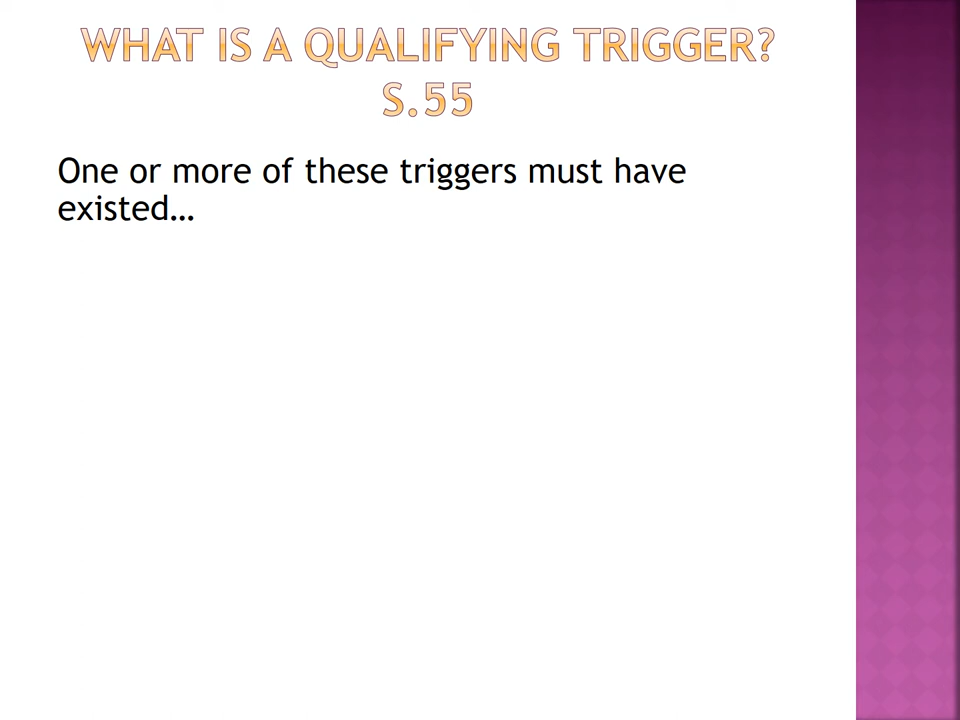 WHAT IS A QUALIFYING TRIGGER?
S.55
One or more of these triggers must have
existed…